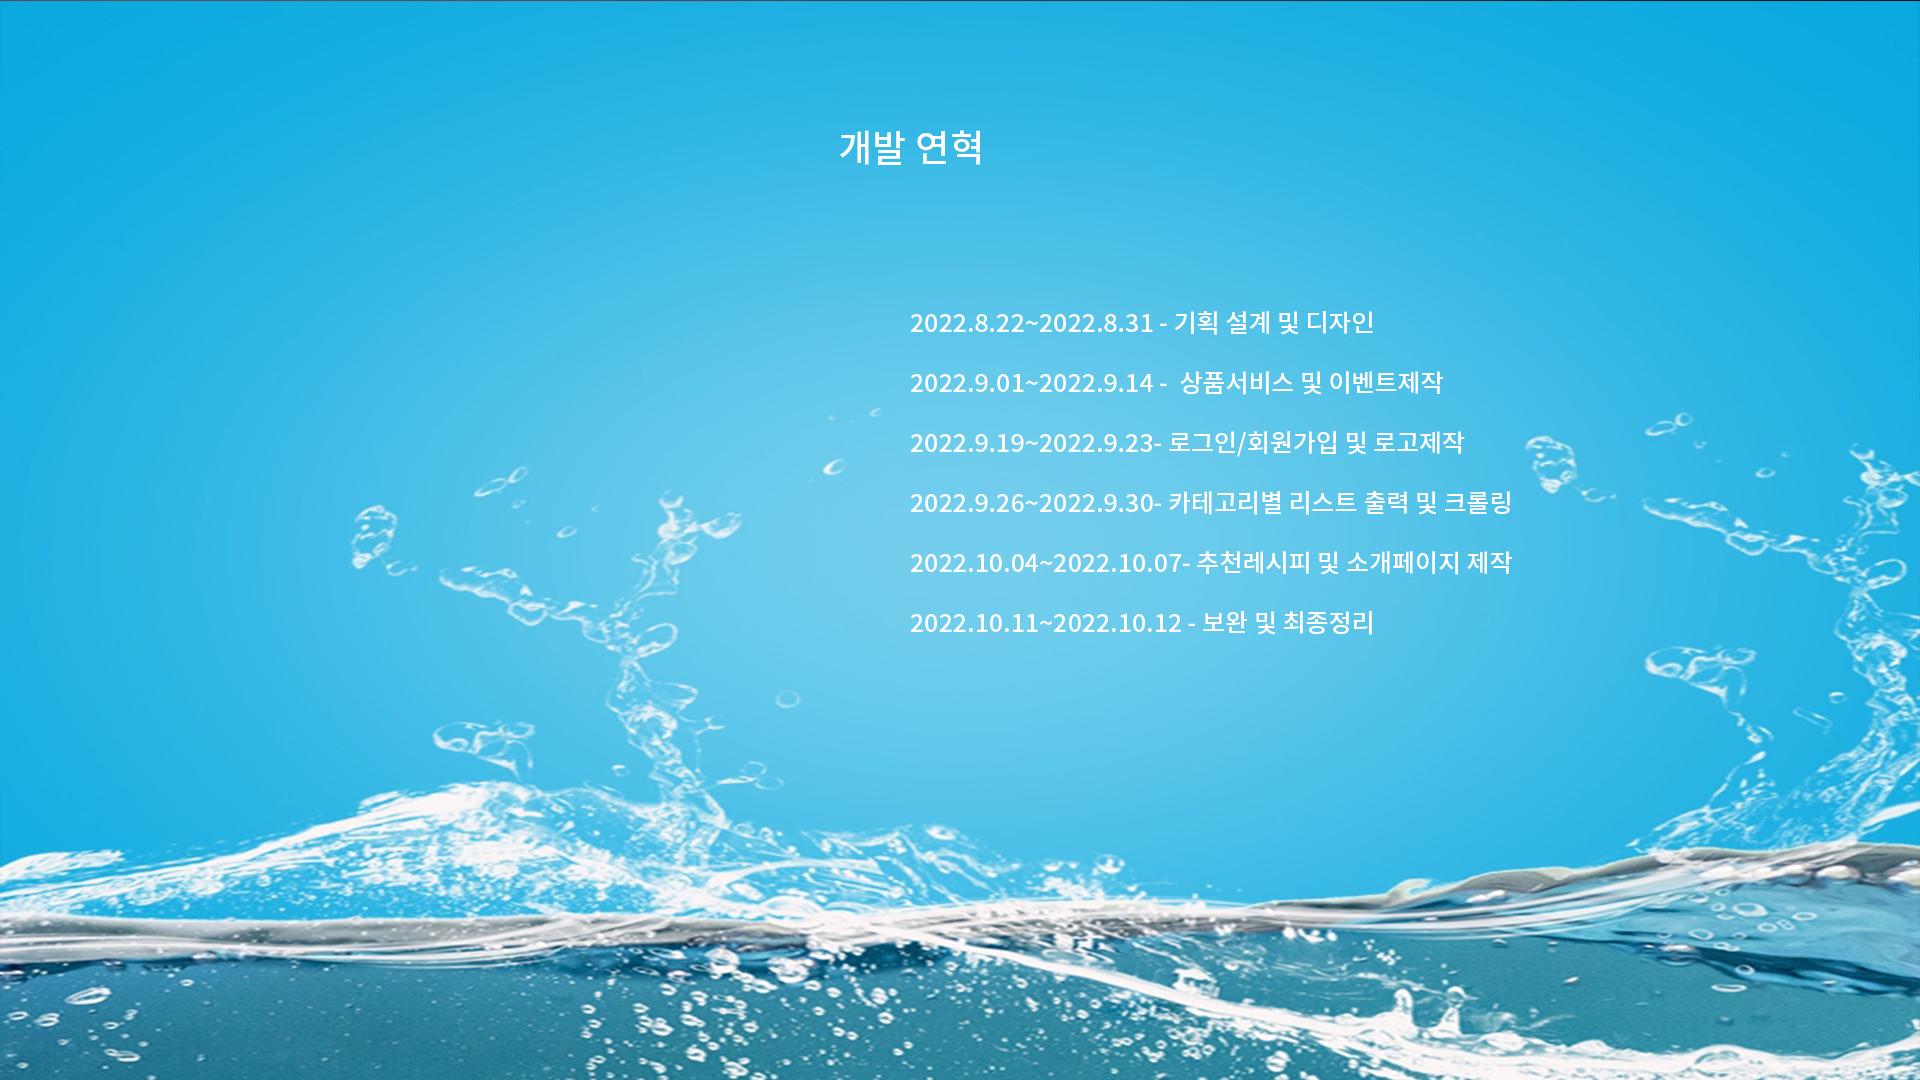 개발 연혁
2022.8.22~2022.8.31 - 기획 설계 및 디자인
2022.9.01~2022.9.14 -  상품서비스 및 이벤트제작
2022.9.19~2022.9.23- 로그인/회원가입 및 로고제작
2022.9.26~2022.9.30- 카테고리별 리스트 출력 및 크롤링
2022.10.04~2022.10.07- 추천레시피 및 소개페이지 제작
2022.10.11~2022.10.12 - 보완 및 최종정리